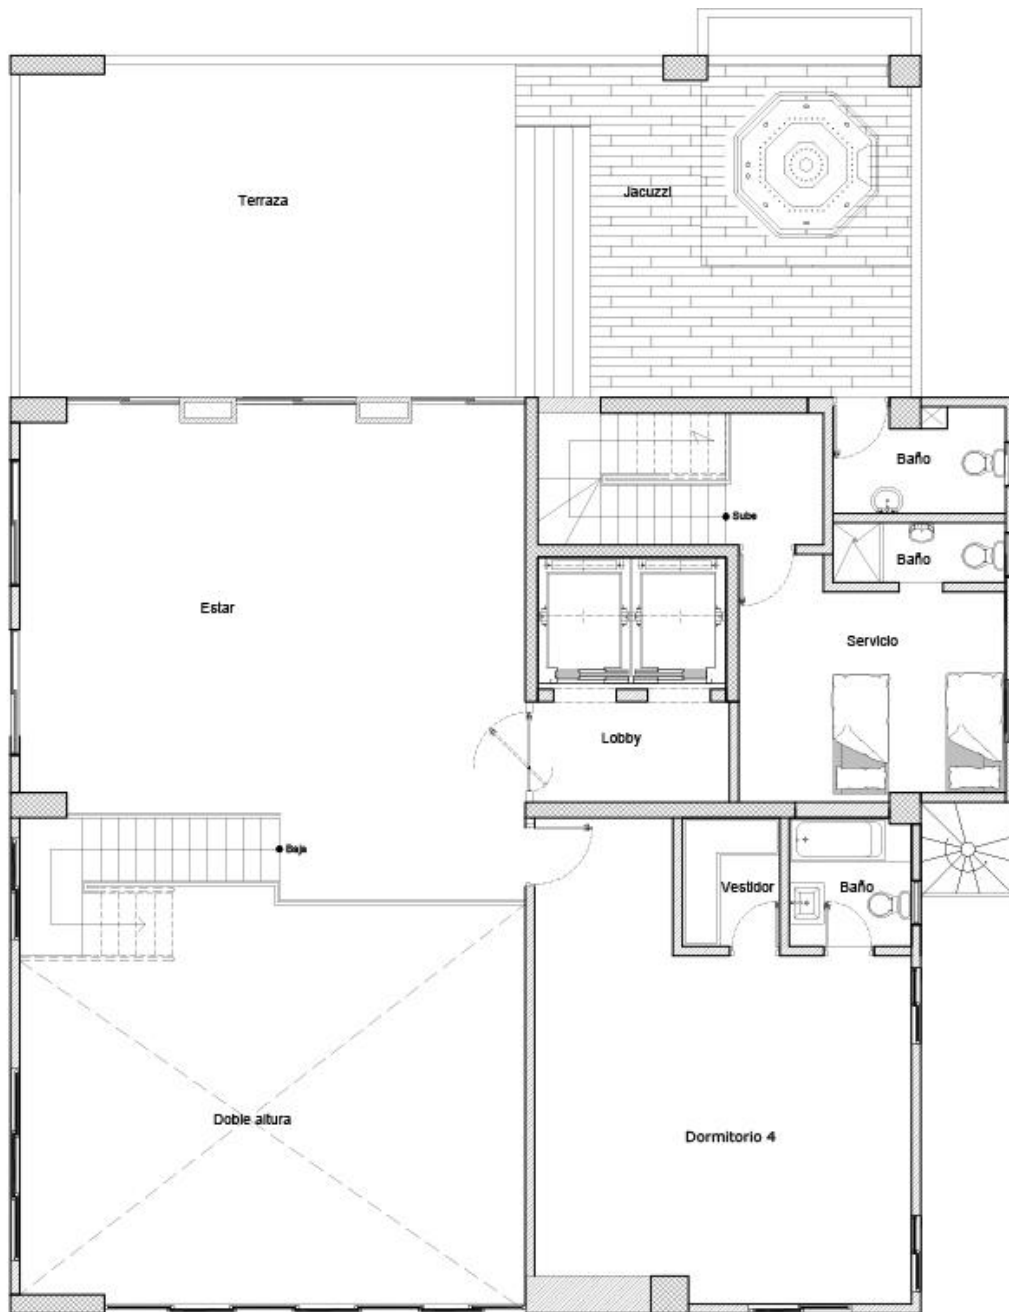 Terraza
Jacuzzi
Baño
Sube
Baño
Estar
Servicio
Lobby
Baja
Vestidor
Baño
Doble altura
Dormitorio 4